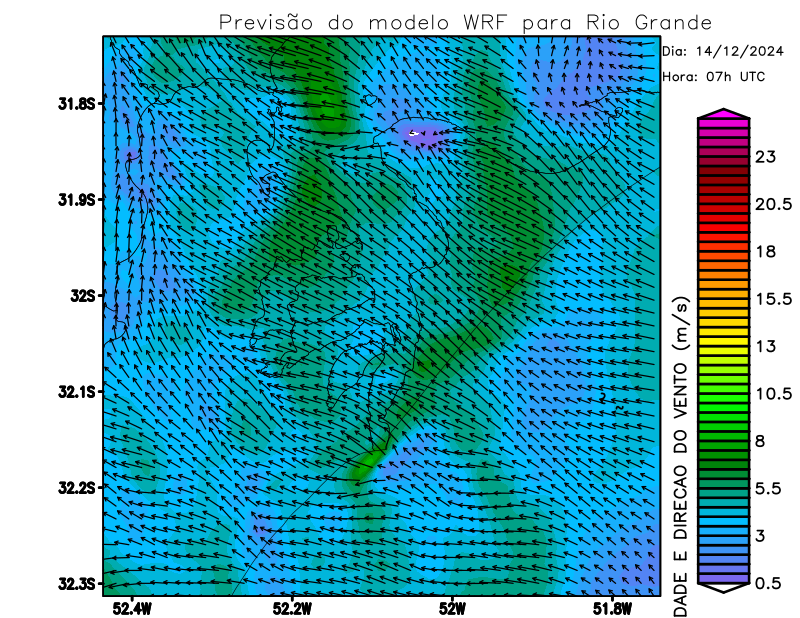 Previsão do modelo WRF para Rio Grande
Dia: 14/12/2024
Hora: 07h UTC
31.8S
31.9S
32S
32.1S
32.2S
32.3S
52.4W
52.2W
52W
51.8W
DADE E DIRECAO DO VENTO (m/s)
23
20.5
18
15.5
13
10.5
8
5.5
3
0.5